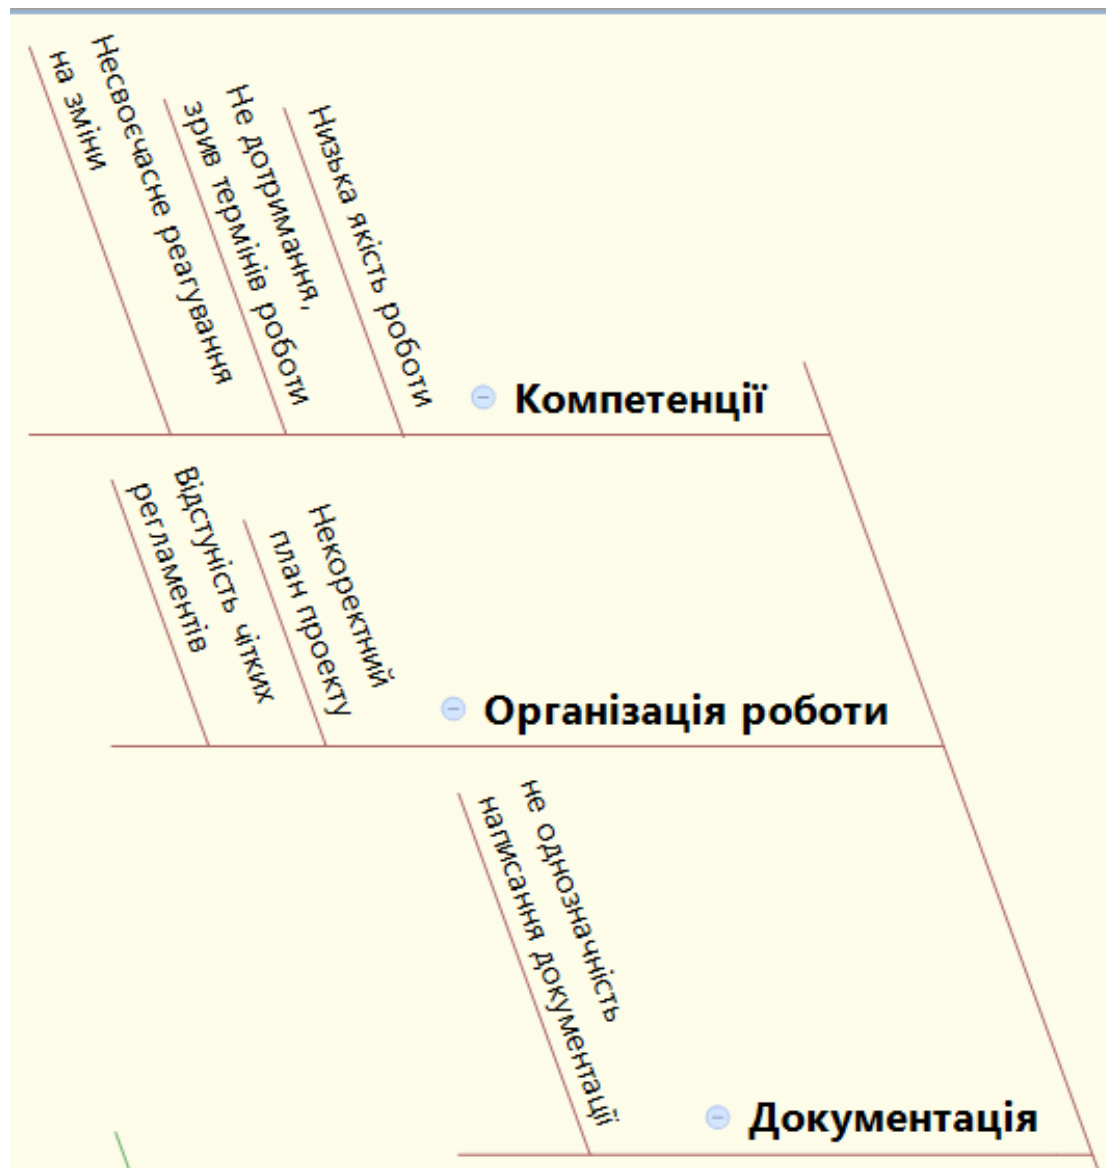 Несвоєчасне реагування
на зміни
Не дотримання,
зрив термінів роботи
Низька якість роботи
Компетенції
Відстуність чітких
регламентів
Некоректний
план проекту
Організація роботи
не однозначність
написання документації
Документація